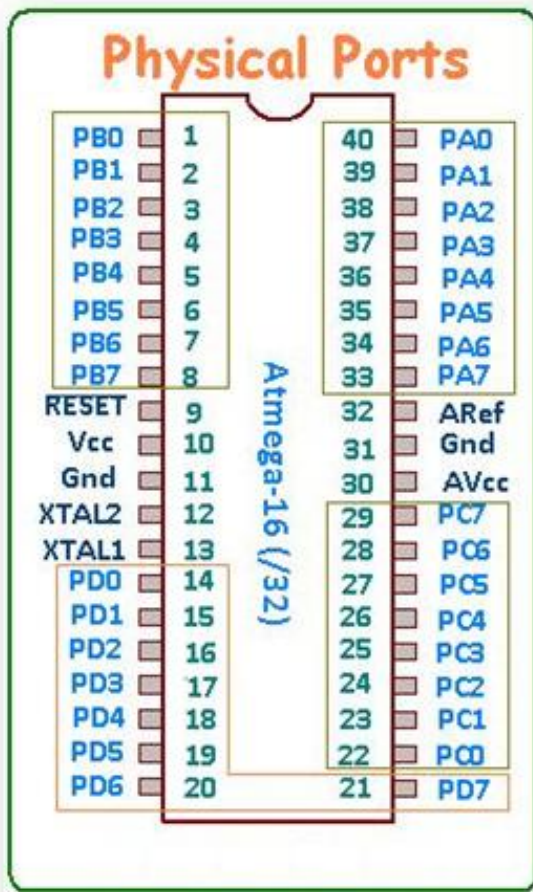 Physical Ports
PB0 1 40 PA0
PB1 2 39 PA1
PB2 3 38 PA2
PB3 4 37 PA3
PB4 5 36 PA4
PB5 6 35 PA5
PB6 7 34 PA6
PB7 8 33 PA7
RESET 9 32 ARef
Vcc 10 31 Gnd
Gnd 11 30 AVcc
XTAL2 12 29 PC7
XTAL1 13 28 PC6
PD0 14 27 PC5
PD1 15 26 PC4
PD2 16 25 PC3
PD3 17 24 PC2
PD4 18 23 PC1
PD5 19 22 PC0
PD6 20 21 PD7
Atmega-16 (/32)